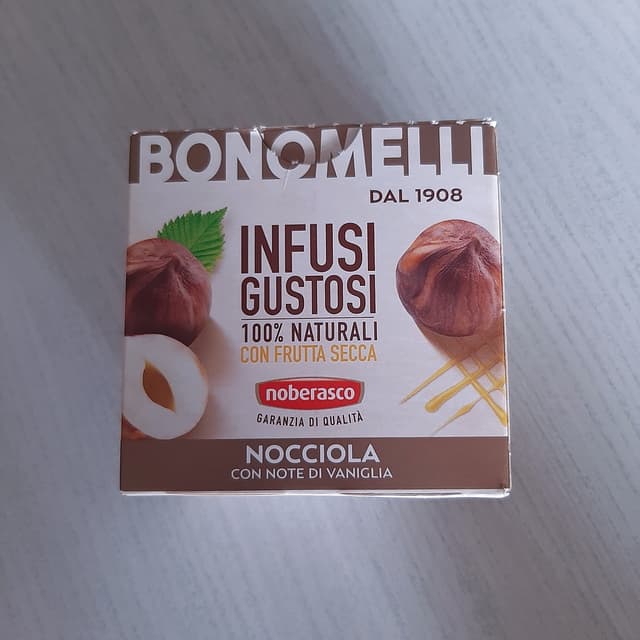 BONOMELLI
DAL 1908
INFUSI
GUSTOSI
100% NATURALI
CON FRUTTA SECCA
noberasco
GARANZIA DI QUALITÀ
NOCCIOLA
CON NOTE DI VANIGLIA